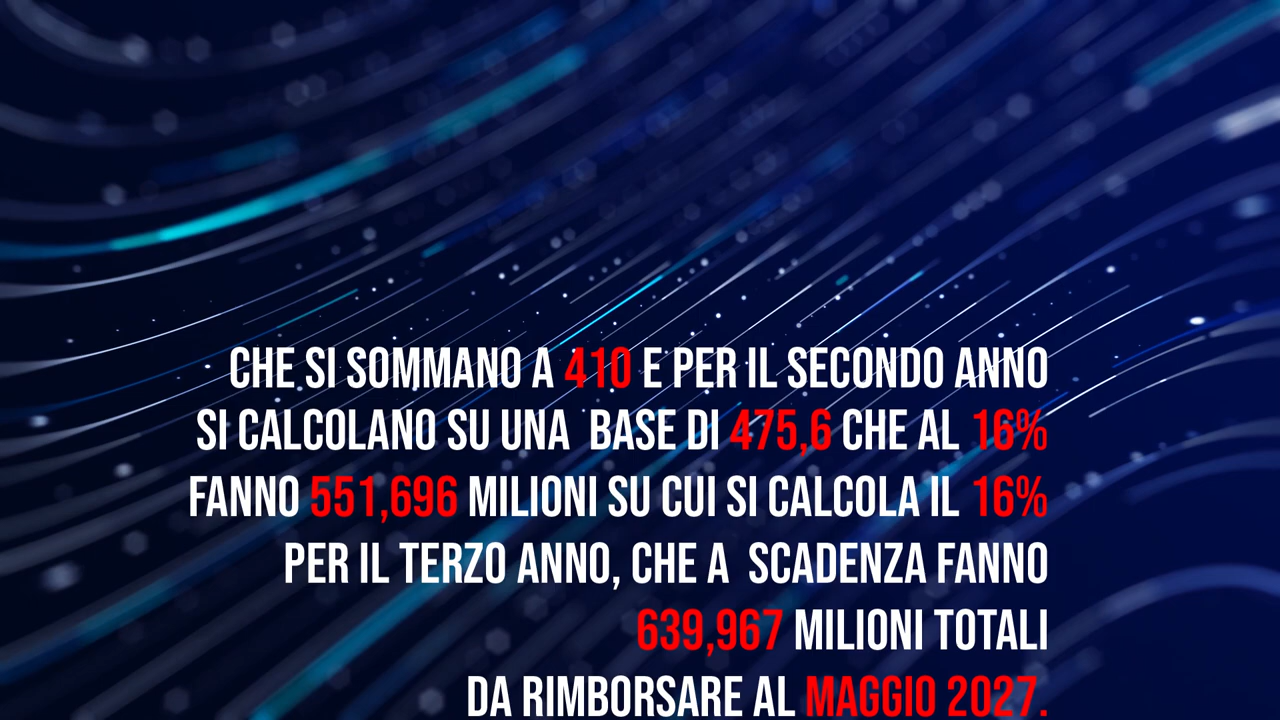 CHE SI SOMMANO A 410 E PER IL SECONDO ANNO
SI CALCOLANO SU UNA BASE DI 475,6 CHE AL 16%
FANNO 551,696 MILIONI SU CUI SI CALCOLA IL 16%
PER IL TERZO ANNO, CHE A SCADENZA FANNO
639,967 MILIONI TOTALI
DA RIMBORSARE AL MAGGIO 2027.